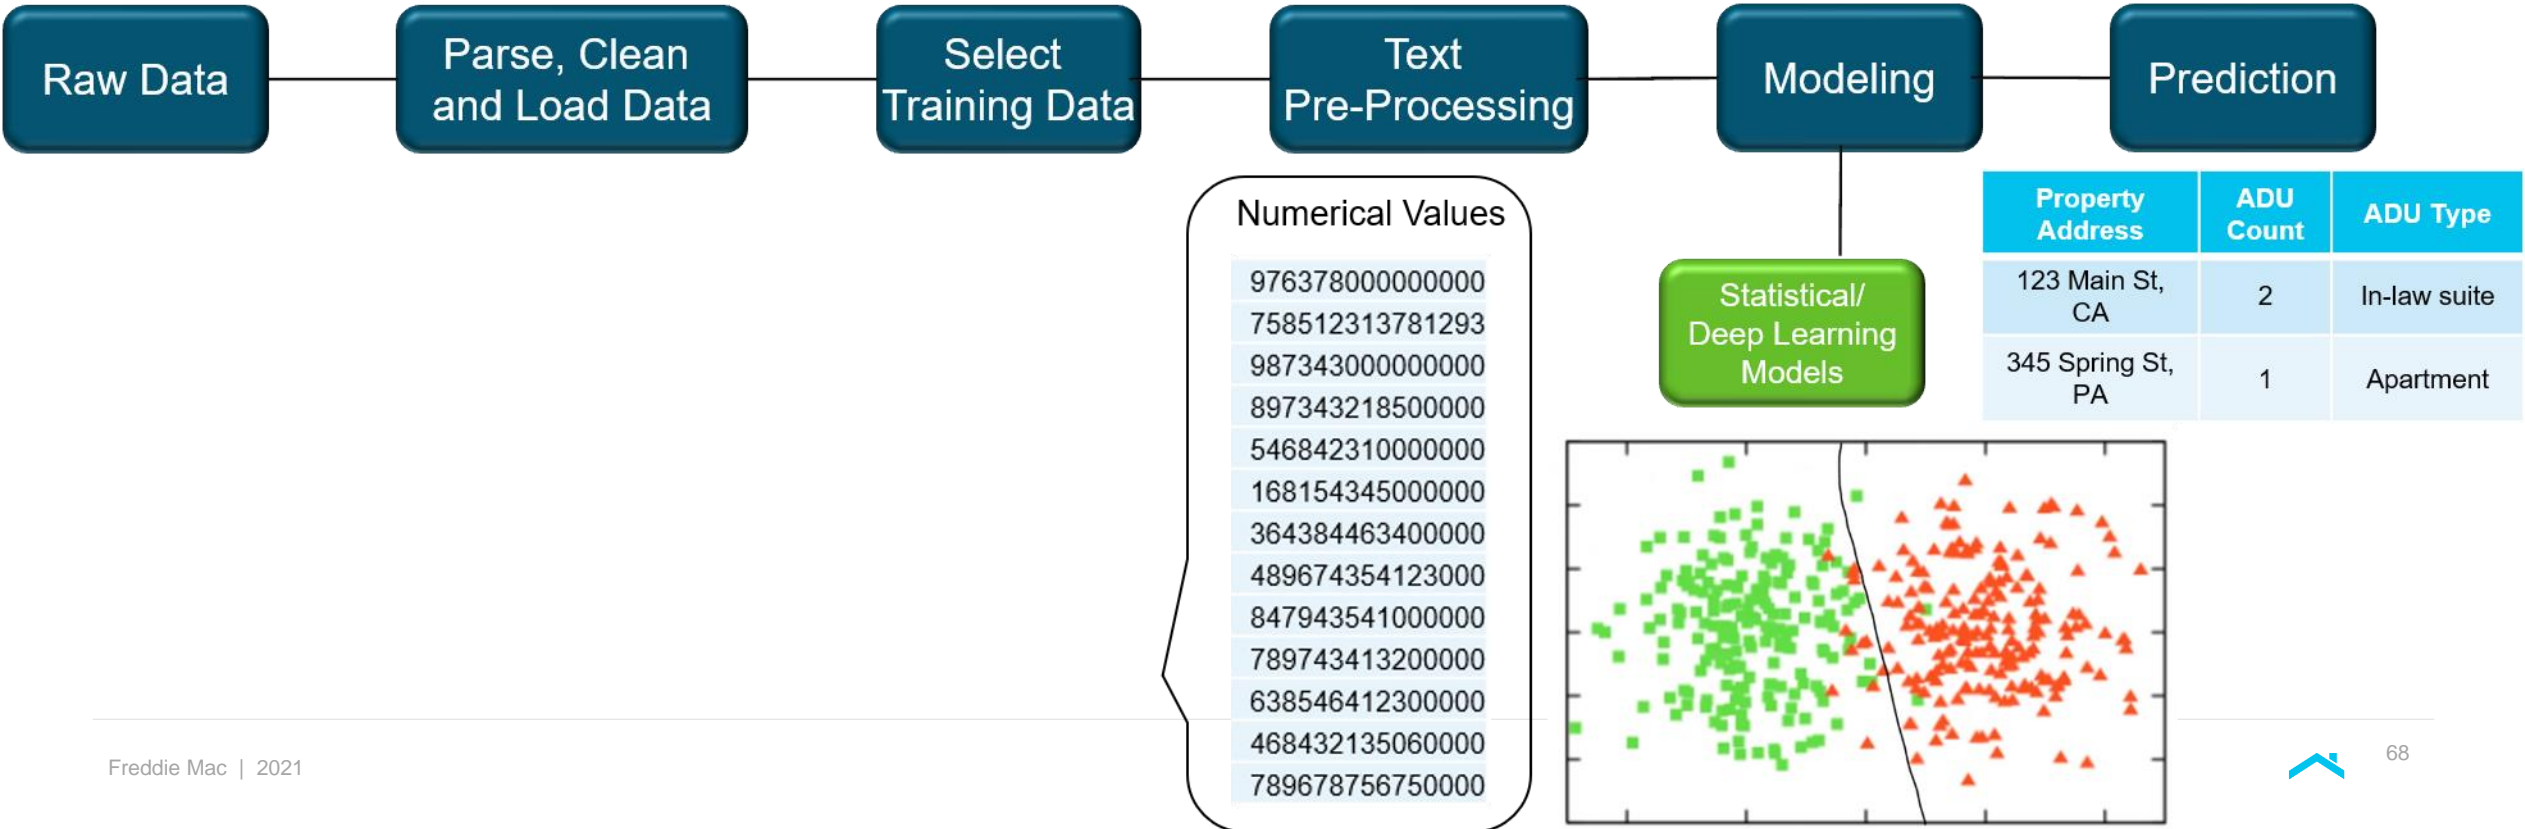 Raw Data
Parse, Clean
and Load Data
Select
Training Data
Text
Pre-Processing
Modeling
Prediction
Numerical Values
976378000000000
758512313781293
987343000000000
897343218500000
546842310000000
168154345000000
364384463400000
489674354123000
847943541000000
789743413200000
638546412300000
468432135060000
789678756750000
Statistical/
Deep Learning
Models
Property
Address
ADU
Count
ADU Type
123 Main St,
CA
2
In-law suite
345 Spring St,
PA
1
Apartment
Freddie Mac | 2021
68